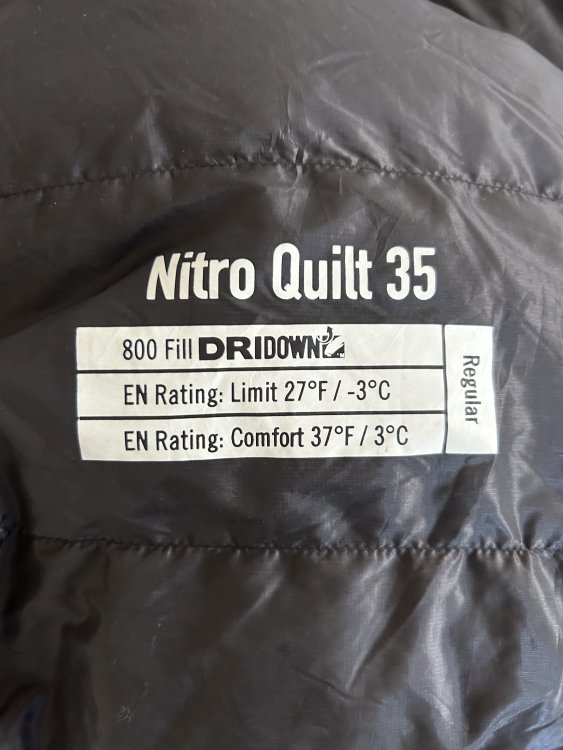 Nitro Quilt 35
800 Fill DRIDOWN
EN Rating: Limit 27°F / -3°C
EN Rating: Comfort 37°F / 3°C
Regular